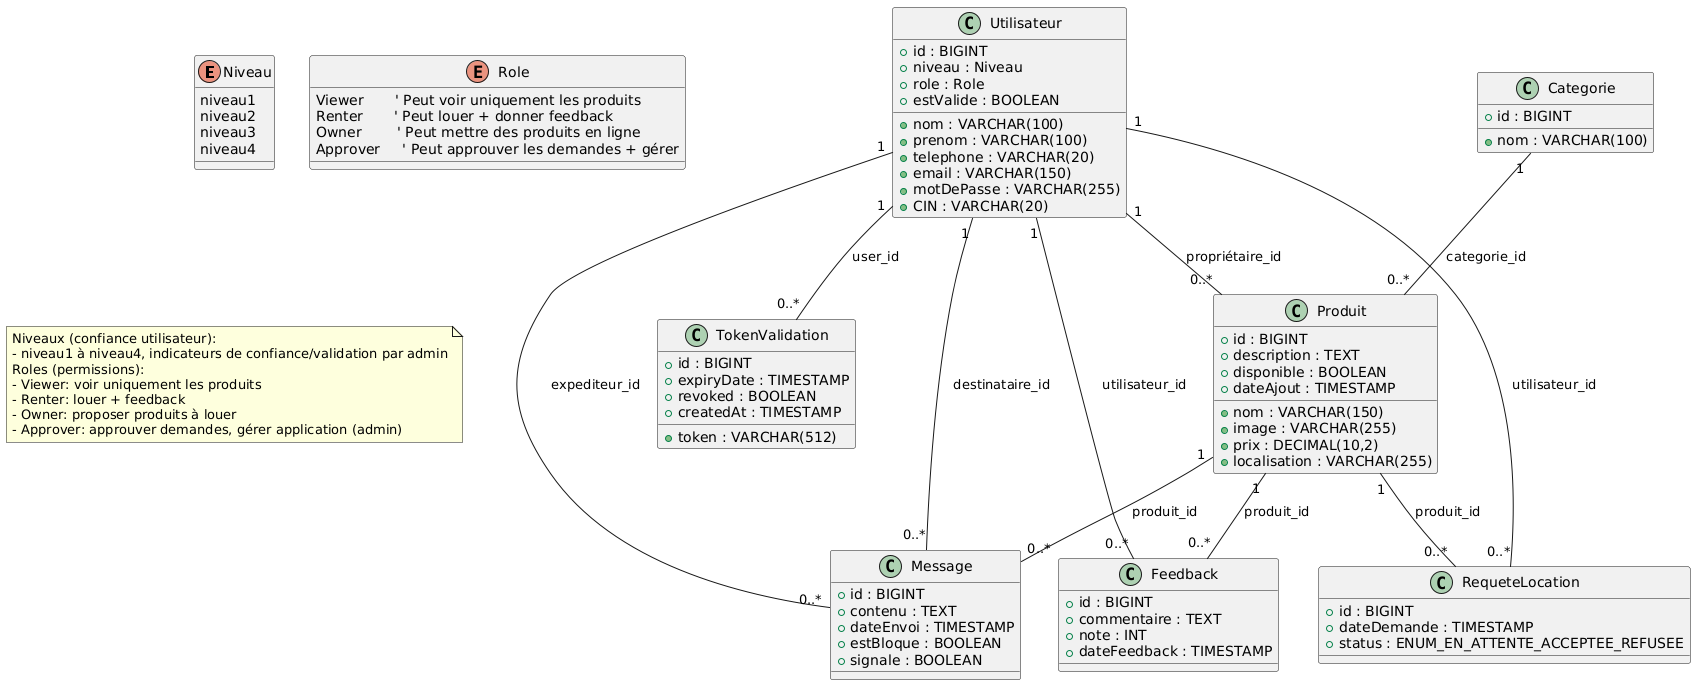 E Niveau
niveau1
niveau2
niveau3
niveau4
E Role
Viewer ' Peut voir uniquement les produits
Renter ' Peut louer + donner feedback
Owner ' Peut mettre des produits en ligne
Approver ' Peut approuver les demandes + gérer
C Utilisateur
id : BIGINT
niveau : Niveau
role : Role
estValide : BOOLEAN
nom : VARCHAR(100)
prenom : VARCHAR(100)
telephone : VARCHAR(20)
email : VARCHAR(150)
motDePasse : VARCHAR(255)
CIN : VARCHAR(20)
C Categorie
id : BIGINT
nom : VARCHAR(100)
1
1
1
1
1
1
1
user_id
propriétaire_id
categorie_id
0..*
0..*
0..*
Niveaux (confiance utilisateur):
- niveau1 à niveau4, indicateurs de confiance/validation par admin
Roles (permissions):
- Viewer: voir uniquement les produits
- Renter: louer + feedback
- Owner: proposer produits à louer
- Approver: approuver demandes, gérer application (admin)
C TokenValidation
id : BIGINT
expiryDate : TIMESTAMP
revoked : BOOLEAN
createdAt : TIMESTAMP
token : VARCHAR(512)
C Produit
id : BIGINT
description : TEXT
disponible : BOOLEAN
dateAjout : TIMESTAMP
nom : VARCHAR(150)
image : VARCHAR(255)
prix : DECIMAL(10,2)
localisation : VARCHAR(255)
expediteur_id
destinataire_id
utilisateur_id
utilisateur_id
1
1
1
produit_id
produit_id
produit_id
0..*
0..*
0..*
0..*
0..*
0..*
0..*
C Message
id : BIGINT
contenu : TEXT
dateEnvoi : TIMESTAMP
estBloque : BOOLEAN
signale : BOOLEAN
C Feedback
id : BIGINT
commentaire : TEXT
note : INT
dateFeedback : TIMESTAMP
C RequeteLocation
id : BIGINT
dateDemande : TIMESTAMP
status : ENUM_EN_ATTENTE_ACCEPTEE_REFUSEE